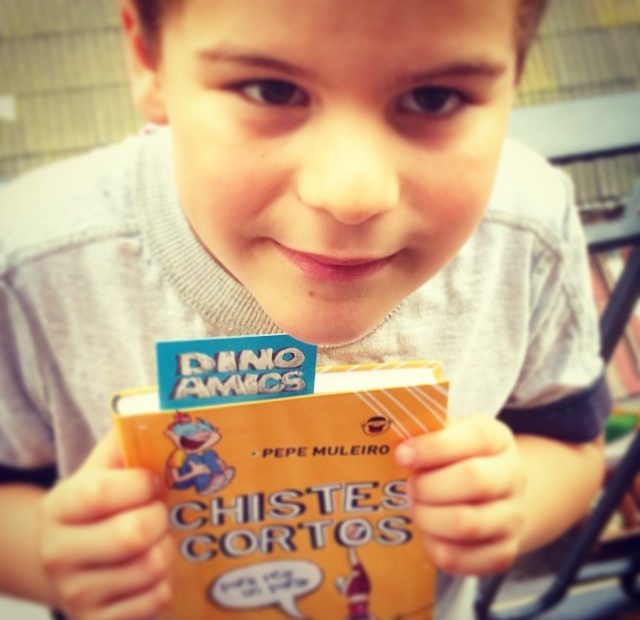 DINO
AMICS
PEPE MULEIRO
CHISTES
CORTOS